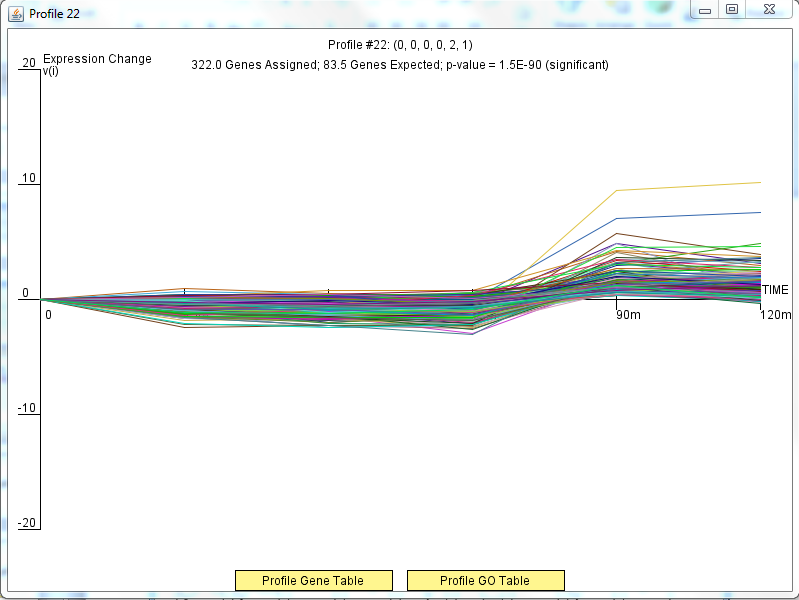 Profile 22
Profile #22: (0, 0, 0, 0, 2, 1)
322.0 Genes Assigned; 83.5 Genes Expected; p-value = 1.5E-90 (significant)
Expression Change
v(i)
20
10
0
-10
-20
0
90m
120m
TIME
Profile Gene Table
Profile GO Table